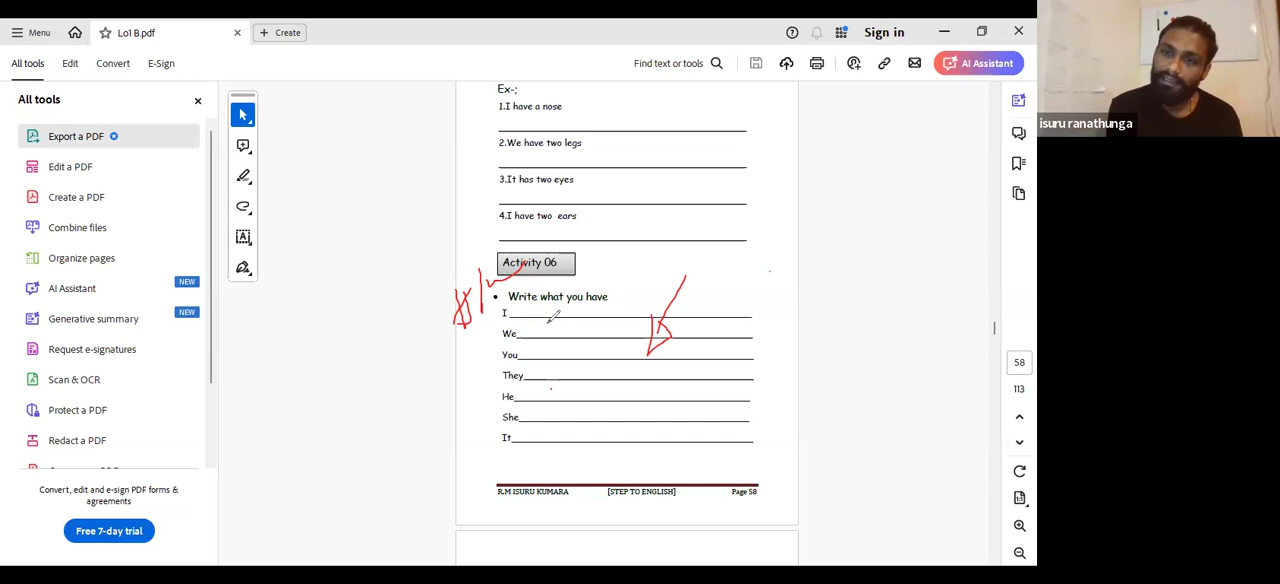 Menu
Lo1 B.pdf
Create
Sign in
All tools
Edit
Convert
E-Sign
Find text or tools
AI Assistant
All tools
Export a PDF
Edit a PDF
Create a PDF
Combine files
Organize pages
AI Assistant NEW
Generative summary NEW
Request e-signatures
Scan & OCR
Protect a PDF
Redact a PDF
Convert, edit and e-sign PDF forms &
agreements
Free 7-day trial
Ex-;
1.I have a nose
2.We have two legs
3.It has two eyes
4.I have two ears
Activity 06
• Write what you have
I
We
You
They
He
She
It
R.M ISURU KUMARA [STEP TO ENGLISH] Page 58
58
113
isuru ranathunga